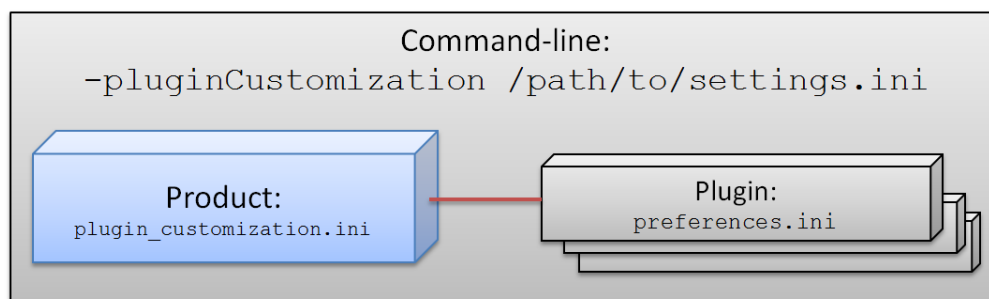 Command-line:
-pluginCustomization /path/to/settings.ini
Product:
plugin_customization.ini
Plugin:
preferences.ini